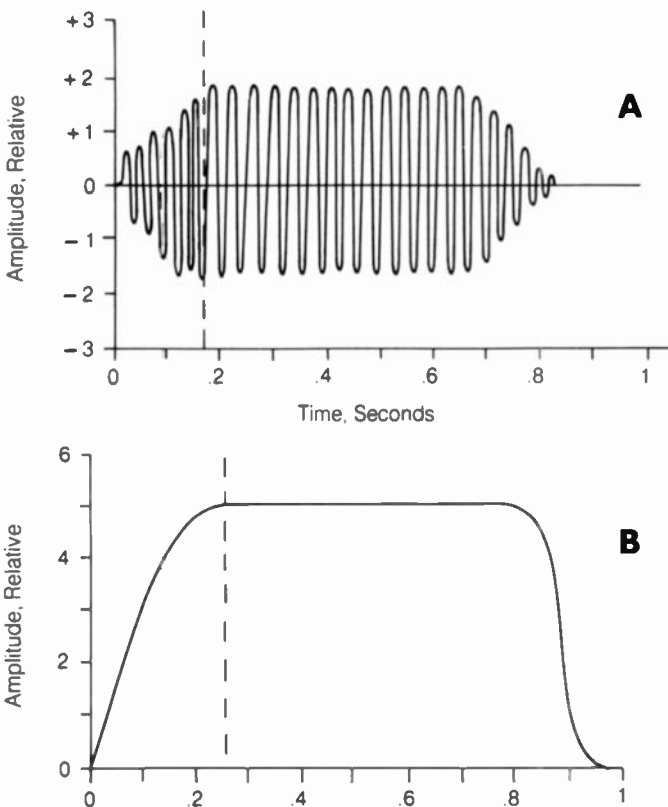 +3
+2
+1
0
−1
−2
−3
Amplitude, Relative
A
0 .2 .4 .6 .8 1
Time, Seconds
6
4
2
0
Amplitude, Relative
B
0 .2 .4 .6 .8 1